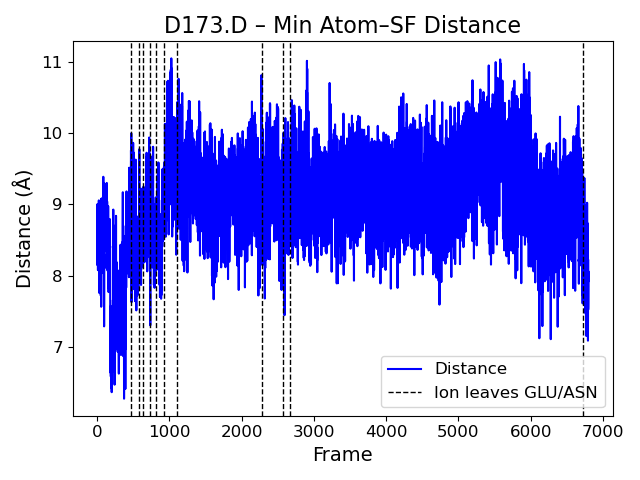 D173.D – Min Atom–SF Distance
Distance (Å)
11
10
9
8
7
Distance
Ion leaves GLU/ASN
0 1000 2000 3000 4000 5000 6000 7000
Frame